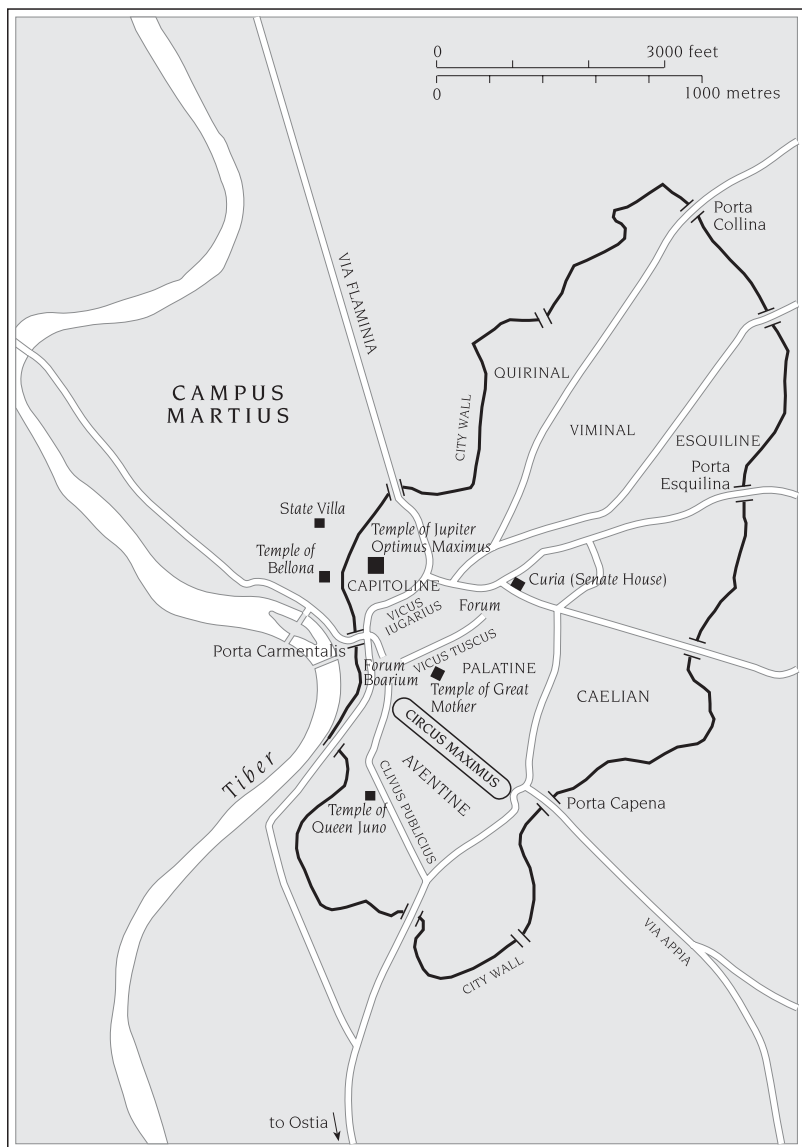 0 3000 feet
0 1000 metres
Porta
Collina
VIA FLAMINIA
QUIRINAL
CAMPUS
MARTIUS
CITY WALL
VIMINAL
ESQUILINE
Porta
Esquilina
State Villa
Temple of Jupiter
Optimus Maximus
Temple of
Bellona
CAPITOLINE
Curia (Senate House)
VICUS
IUGARIUS
Forum
Porta Carmentalis
Forum
Boarium
VICUS TUSCUS
PALATINE
Temple of Great
Mother
CAELIAN
CIRCUS MAXIMUS
Tiber
AVENTINE
CLIVUS PUBLICIUS
Temple of
Queen Juno
Porta Capena
VIA APPIA
CITY WALL
to Ostia